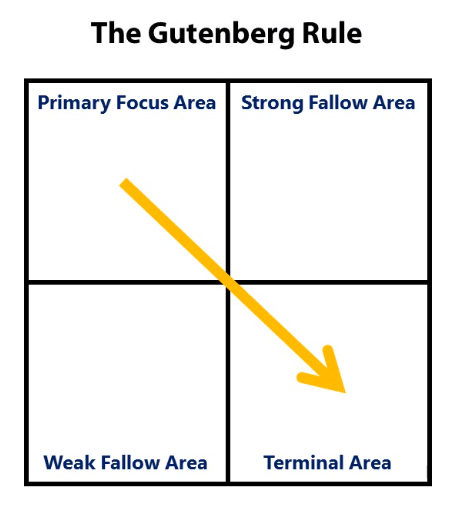 The Gutenberg Rule
Primary Focus Area
Strong Fallow Area
Weak Fallow Area
Terminal Area